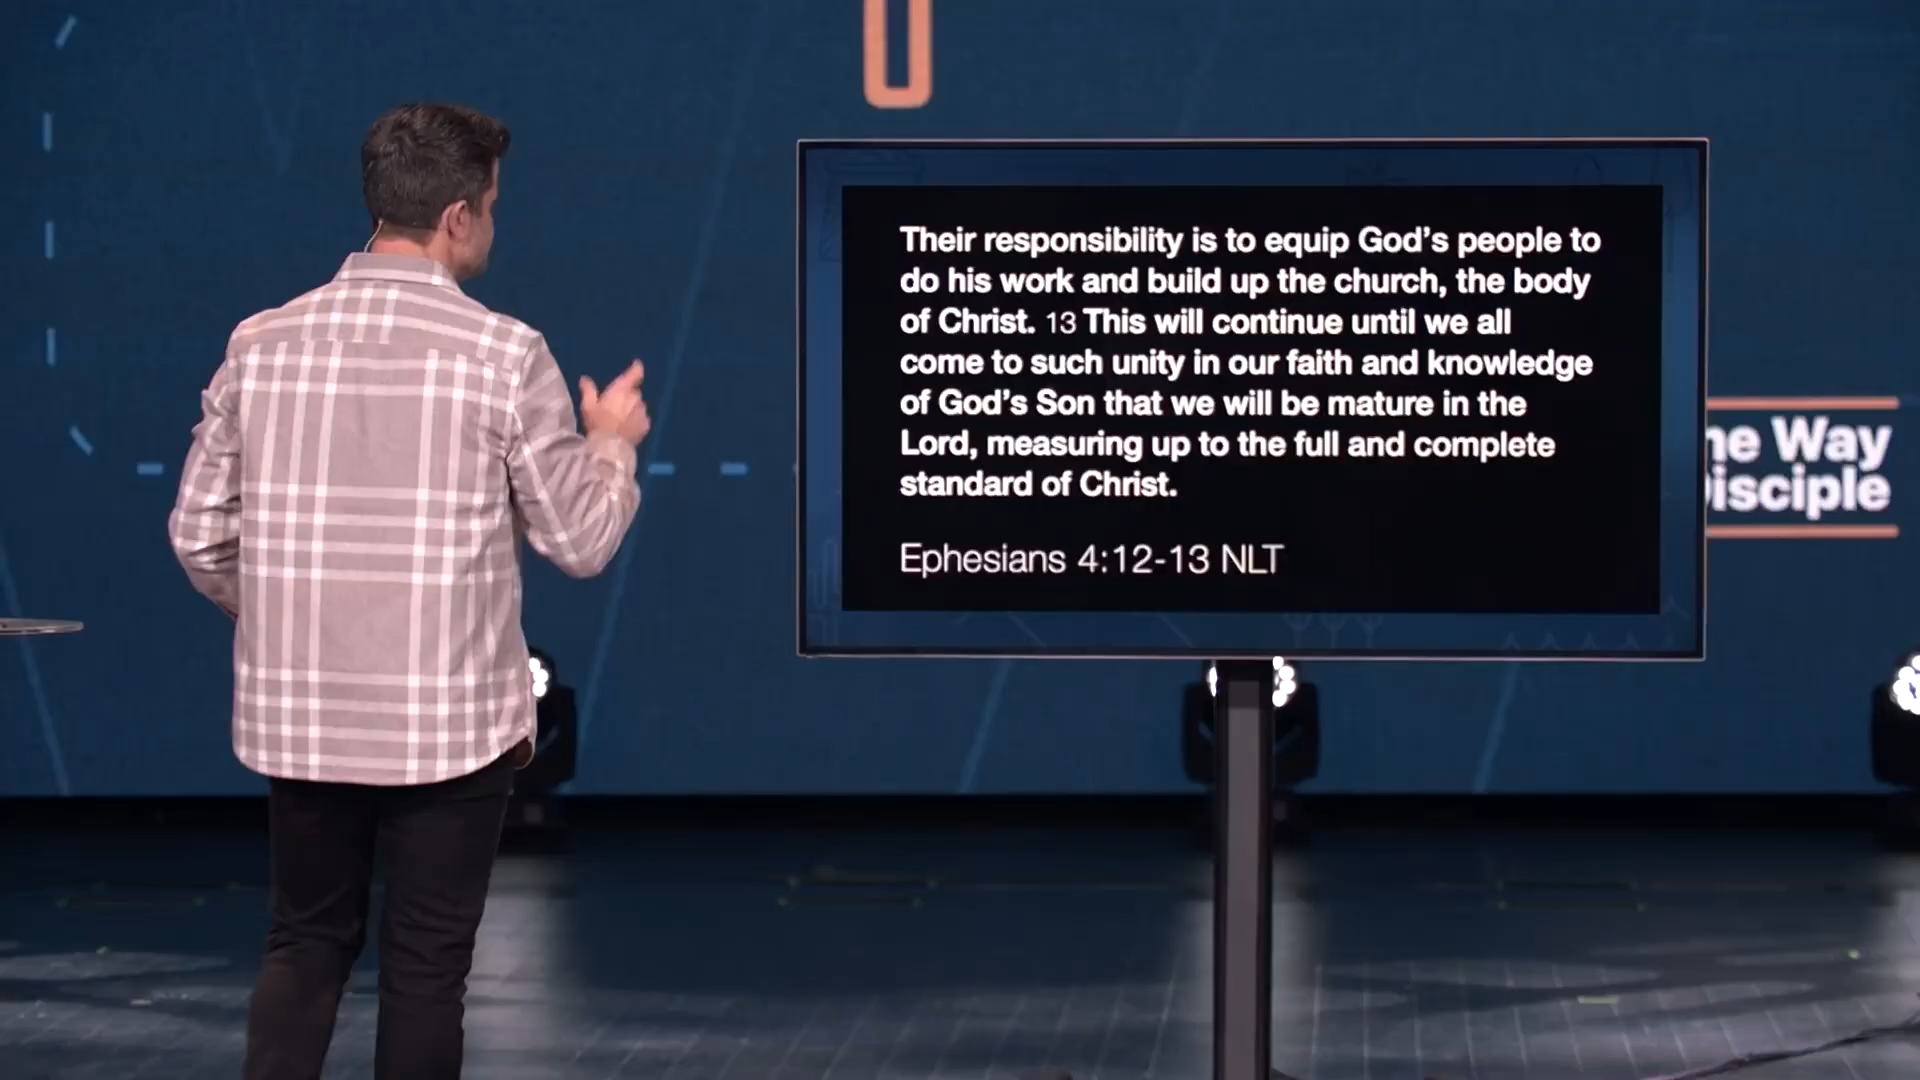 Their responsibility is to equip God's people to
do his work and build up the church, the body
of Christ. 13 This will continue until we all
come to such unity in our faith and knowledge
of God's Son that we will be mature in the
Lord, measuring up to the full and complete
standard of Christ.
Ephesians 4:12-13 NLT
Way